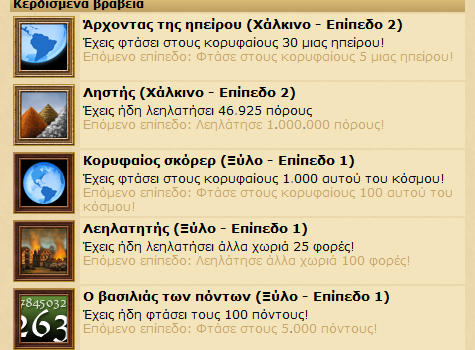 Κερδισμένα βραβεία
Άρχοντας της ηπείρου (Χάλκινο - Επίπεδο 2)
Έχεις φτάσει στους κορυφαίους 30 μιας ηπείρου!
Επόμενο επίπεδο: Φτάσε στους κορυφαίους 5 μιας ηπείρου!
Ληστής (Χάλκινο - Επίπεδο 2)
Έχεις ήδη λεηλατήσει 46.925 πόρους
Επόμενο επίπεδο: Λεηλάτησε 1.000.000 πόρους!
Κορυφαίος σκόρερ (Ξύλο - Επίπεδο 1)
Έχεις φτάσει στους κορυφαίους 1.000 αυτού του κόσμου!
Επόμενο επίπεδο: Φτάσε στους κορυφαίους 100 αυτού του
κόσμου!
Λεηλατητής (Ξύλο - Επίπεδο 1)
Έχεις ήδη λεηλατήσει άλλα χωριά 25 φορές!
Επόμενο επίπεδο: Λεηλάτησε άλλα χωριά 100 φορές!
7845032
263
Ο βασιλιάς των πόντων (Ξύλο - Επίπεδο 1)
Έχεις ήδη φτάσει τους 100 πόντους!
Επόμενο επίπεδο: Φτάσε στους 5.000 πόντους!